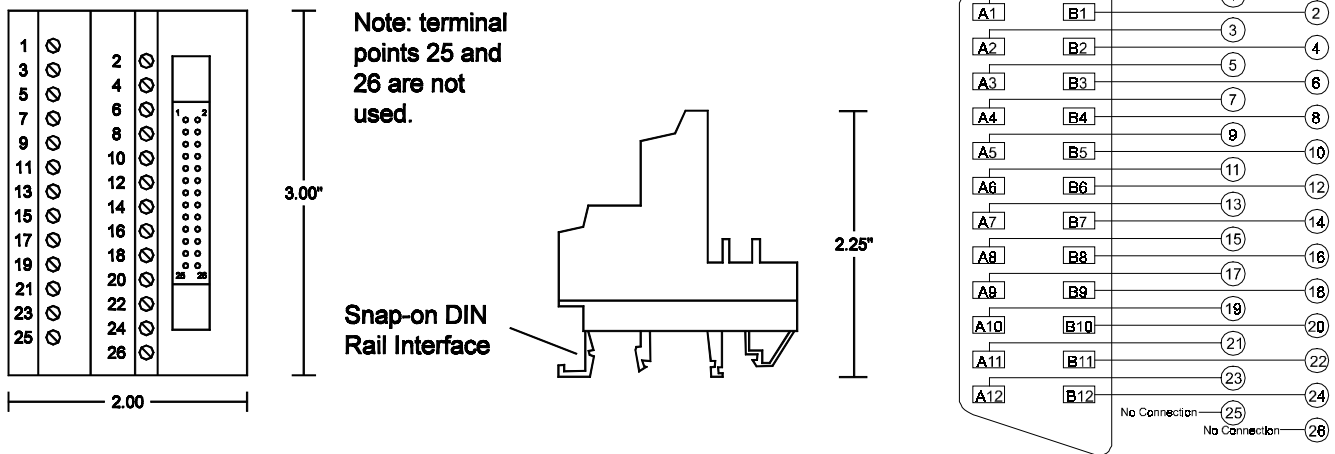 1
3
5
7
9
11
13
15
17
19
21
23
25
2
4
6
8
10
12
14
16
18
20
22
24
26
1 2
25 26
3.00"
2.00
Note: terminal
points 25 and
26 are not
used.
Snap-on DIN
Rail Interface
2.25"
A1 B1 2
3
A2 B2 4
5
A3 B3 6
7
A4 B4 8
9
A5 B5 10
11
A6 B6 12
13
A7 B7 14
15
A8 B8 16
17
A9 B9 18
19
A10 B10 20
21
A11 B11 22
23
A12 B12 24
No Connection 25
No Connection 26